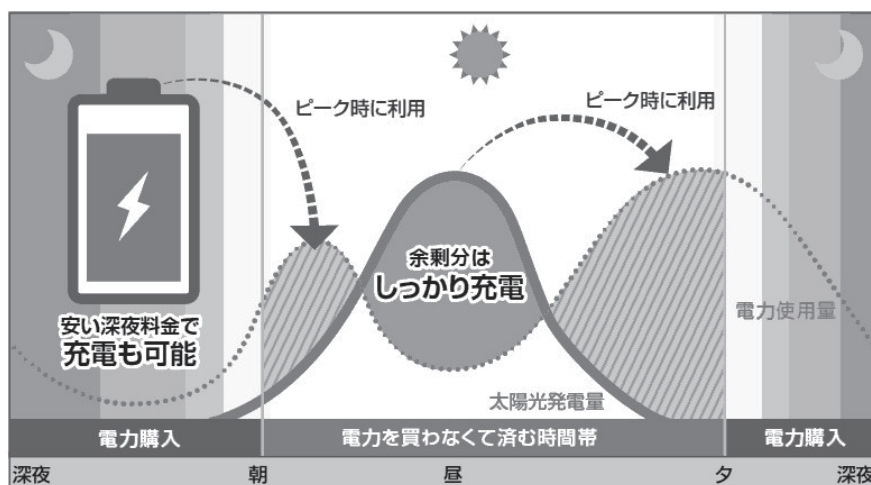 ピーク時に利用
ピーク時に利用
余剰分は
しっかり充電
安い深夜料金で
充電も可能
電力使用量
太陽光発電量
電力購入
電力を買わなくて済む時間帯
電力購入
深夜
朝
昼
夕
深夜